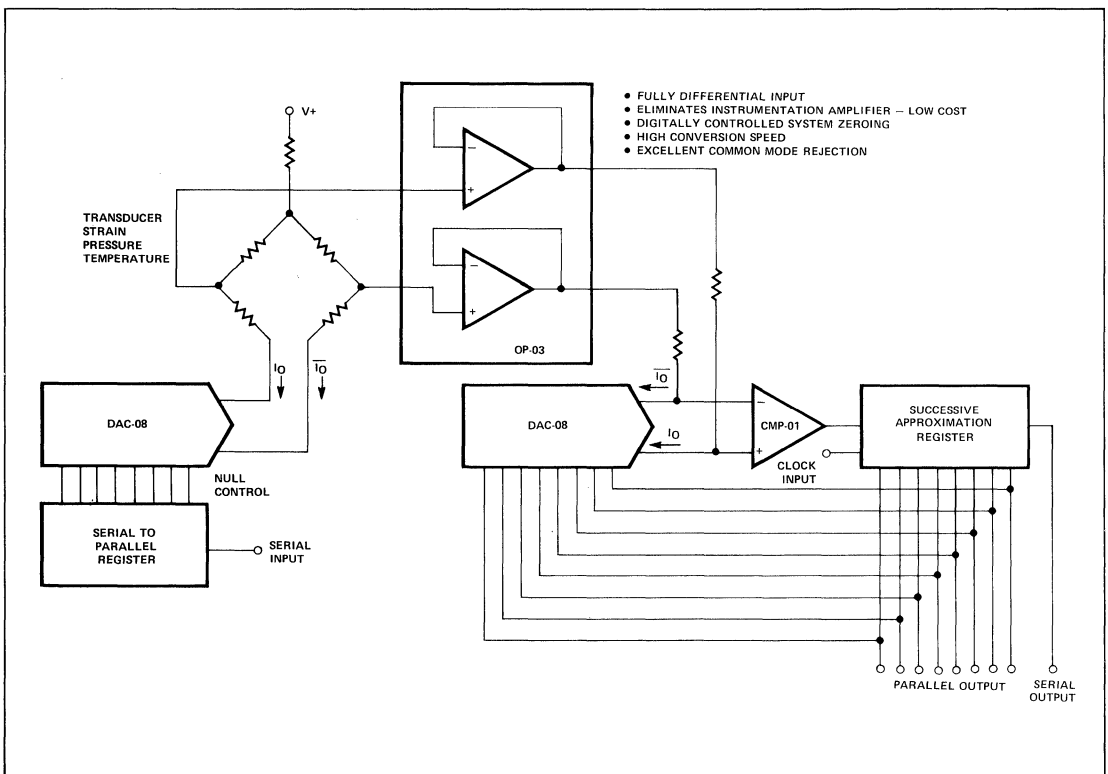 V+
• FULLY DIFFERENTIAL INPUT
• ELIMINATES INSTRUMENTATION AMPLIFIER – LOW COST
• DIGITALLY CONTROLLED SYSTEM ZEROING
• HIGH CONVERSION SPEED
• EXCELLENT COMMON MODE REJECTION
−
+
TRANSDUCER
STRAIN
PRESSURE
TEMPERATURE
−
+
OP-03
IO
IO
DAC-08
NULL
CONTROL
SERIAL TO
PARALLEL
REGISTER
SERIAL
INPUT
IO
IO
DAC-08
−
+
CMP-01
CLOCK
INPUT
SUCCESSIVE
APPROXIMATION
REGISTER
PARALLEL OUTPUT
SERIAL
OUTPUT